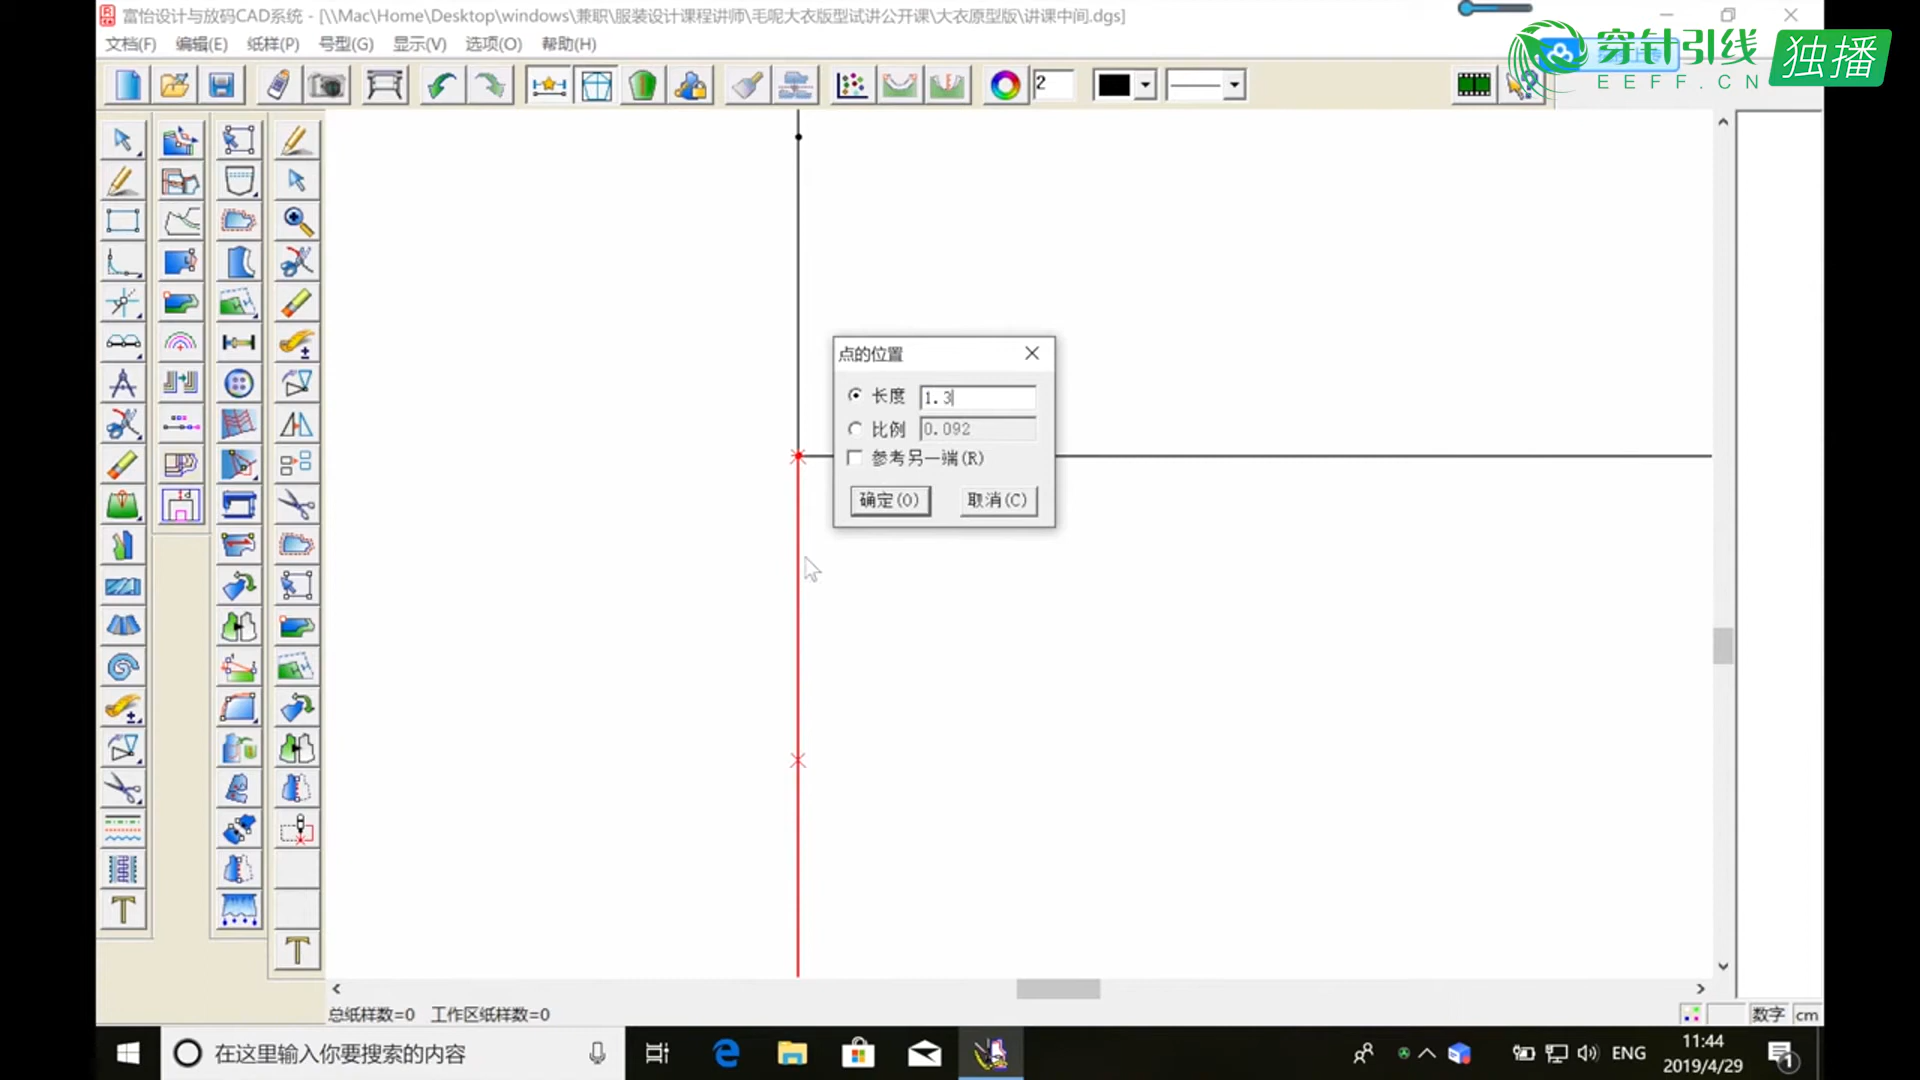 富怡设计与放码CAD系统 - [\\Mac\Home\Desktop\windows\兼职\服装设计课程讲师\毛呢大衣版型试讲公开课\大衣原型版\讲课中间.dgs]
文档(F) 编辑(E) 纸样(P) 号型(G) 显示(V) 选项(O) 帮助(H)
穿针引线
EEFF.CN
独播
2
点的位置
长度 1.3
比例 0.092
参考另一端(R)
确定(O) 取消(C)
总纸样数=0 工作区纸样数=0
数字 cm
在这里输入你要搜索的内容
ENG
11:44
2019/4/29
1